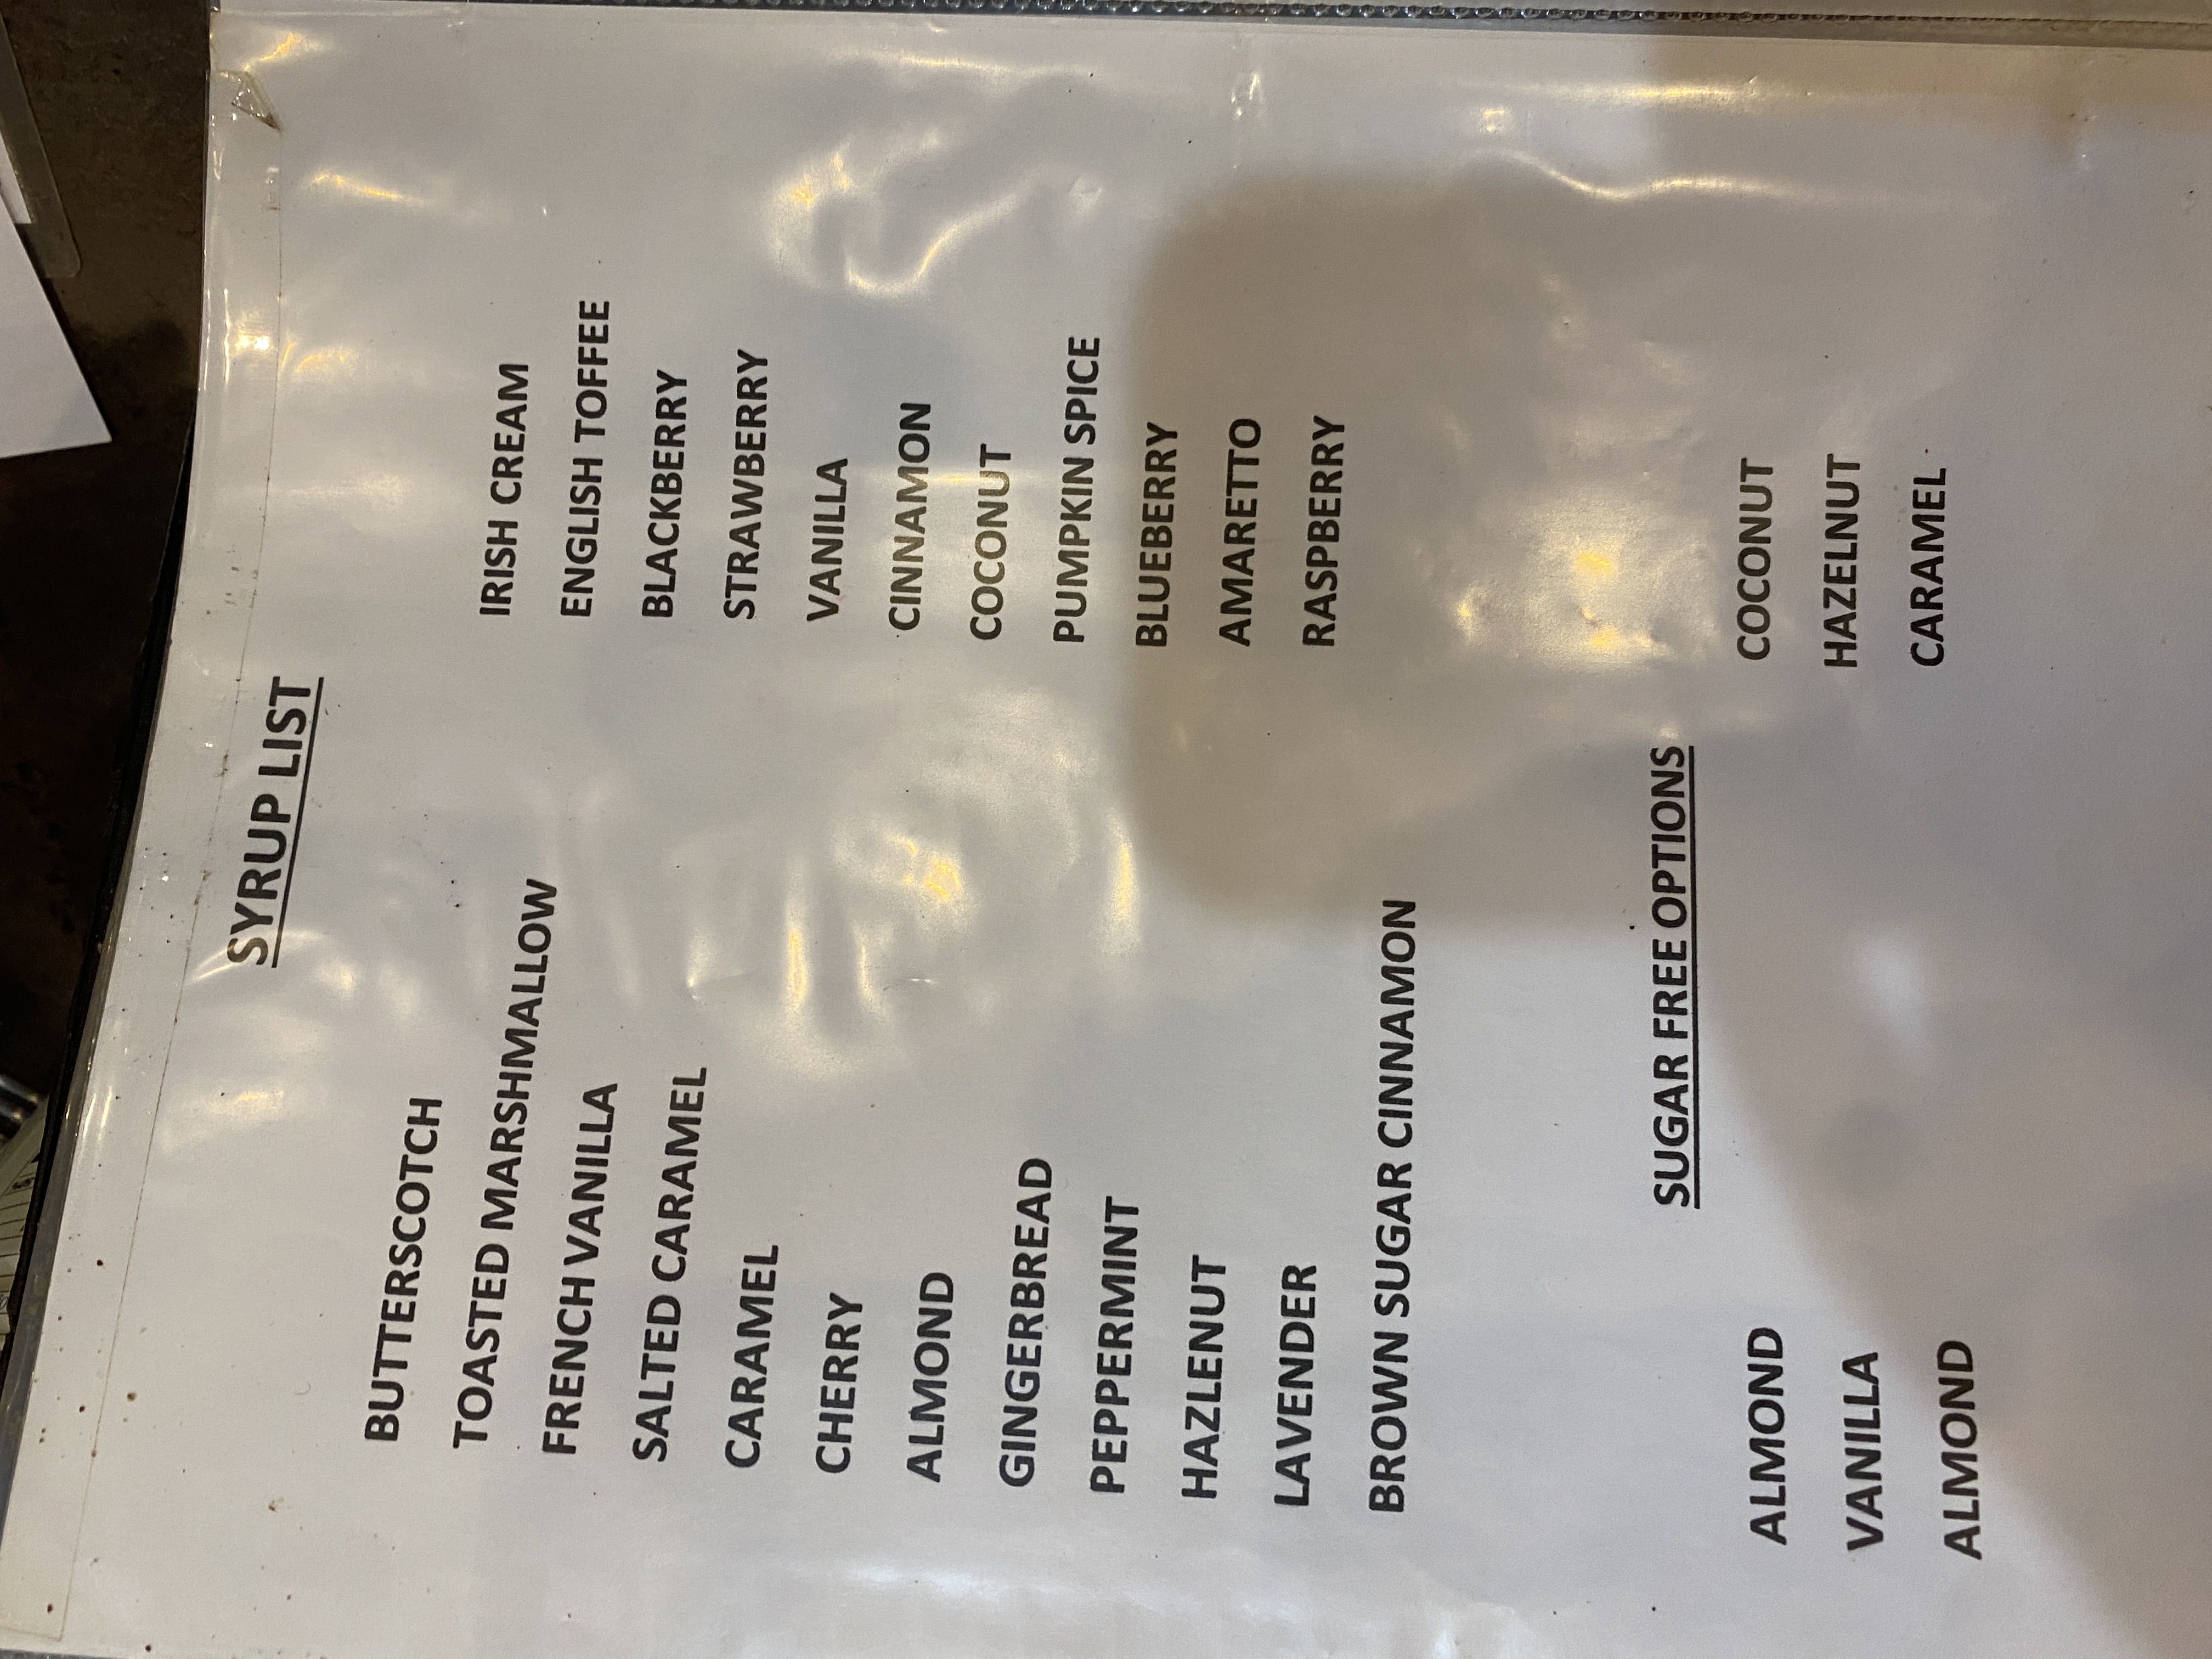 SYRUP LIST
BUTTERSCOTCH
TOASTED MARSHMALLOW
FRENCH VANILLA
SALTED CARAMEL
CARAMEL
CHERRY
ALMOND
GINGERBREAD
PEPPERMINT
HAZLENUT
LAVENDER
BROWN SUGAR CINNAMON
IRISH CREAM
ENGLISH TOFFEE
BLACKBERRY
STRAWBERRY
VANILLA
CINNAMON
COCONUT
PUMPKIN SPICE
BLUEBERRY
AMARETTO
RASPBERRY
SUGAR FREE OPTIONS
ALMOND
VANILLA
ALMOND
COCONUT
HAZELNUT
CARAMEL